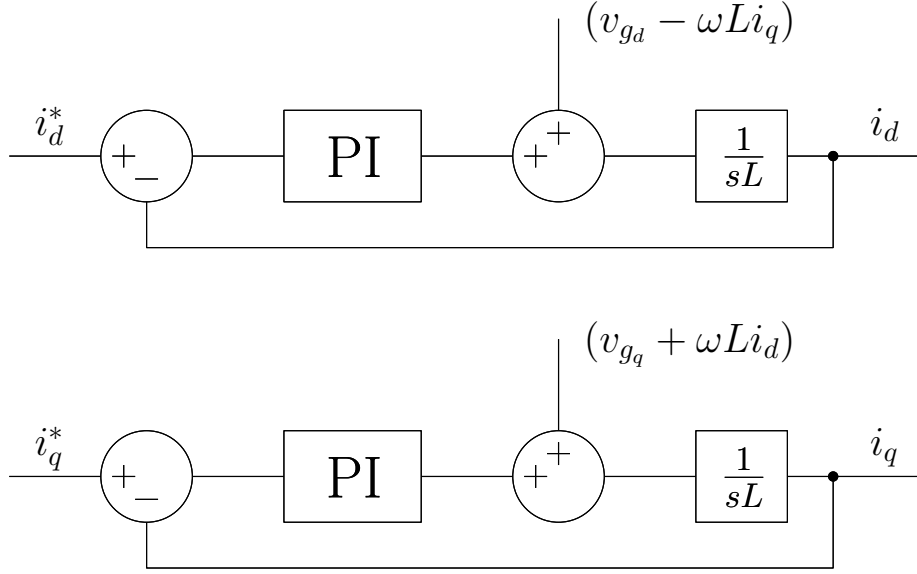 (v_{g_d} − ωLi_q)
i_d^* + − PI + + 1/sL i_d
(v_{g_q} + ωLi_d)
i_q^* + − PI + + 1/sL i_q